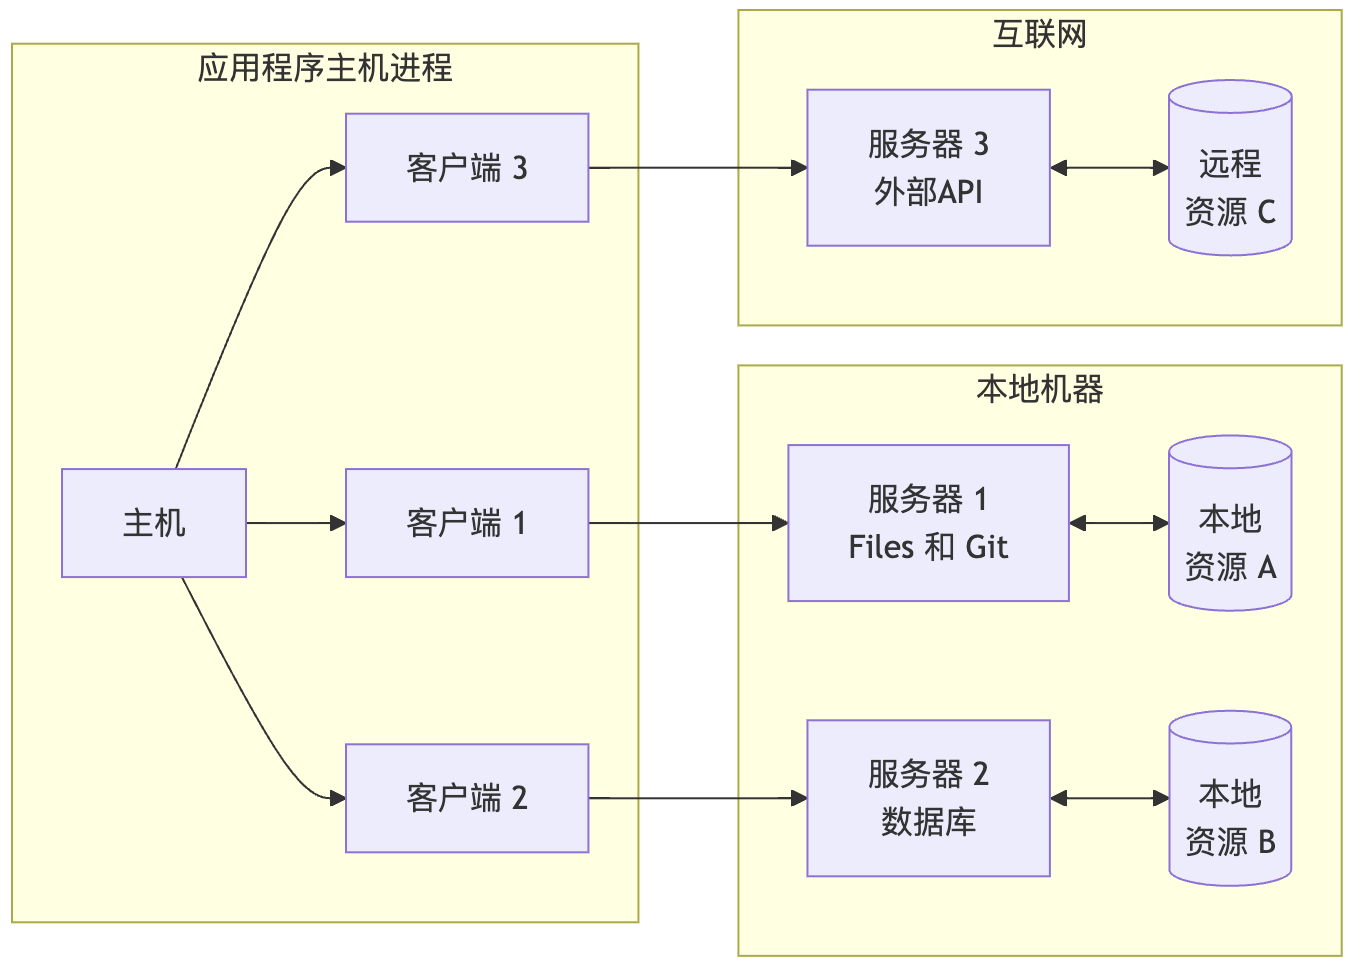 应用程序主机进程
客户端 3
主机
客户端 1
客户端 2
互联网
服务器 3
外部API
远程
资源 C
本地机器
服务器 1
Files 和 Git
本地
资源 A
服务器 2
数据库
本地
资源 B